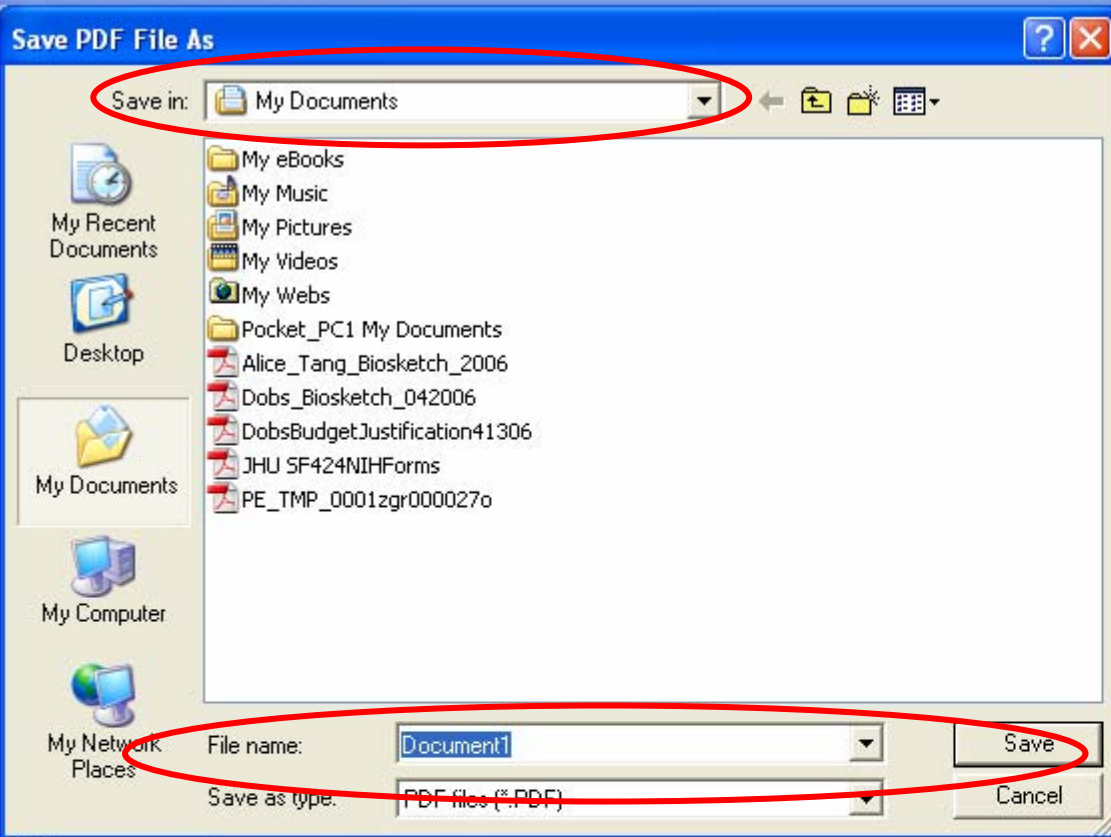 Save PDF File As
Save in: My Documents
My Recent
Documents
Desktop
My Documents
My Computer
My Network
Places
My eBooks
My Music
My Pictures
My Videos
My Webs
Pocket_PC1 My Documents
Alice_Tang_Biosketch_2006
Dobs_Biosketch_042006
DobsBudgetJustification41306
JHU SF424NIHForms
PE_TMP_0001zgr000027o
File name: Document1 Save
Save as type: PDF files (*.PDF) Cancel